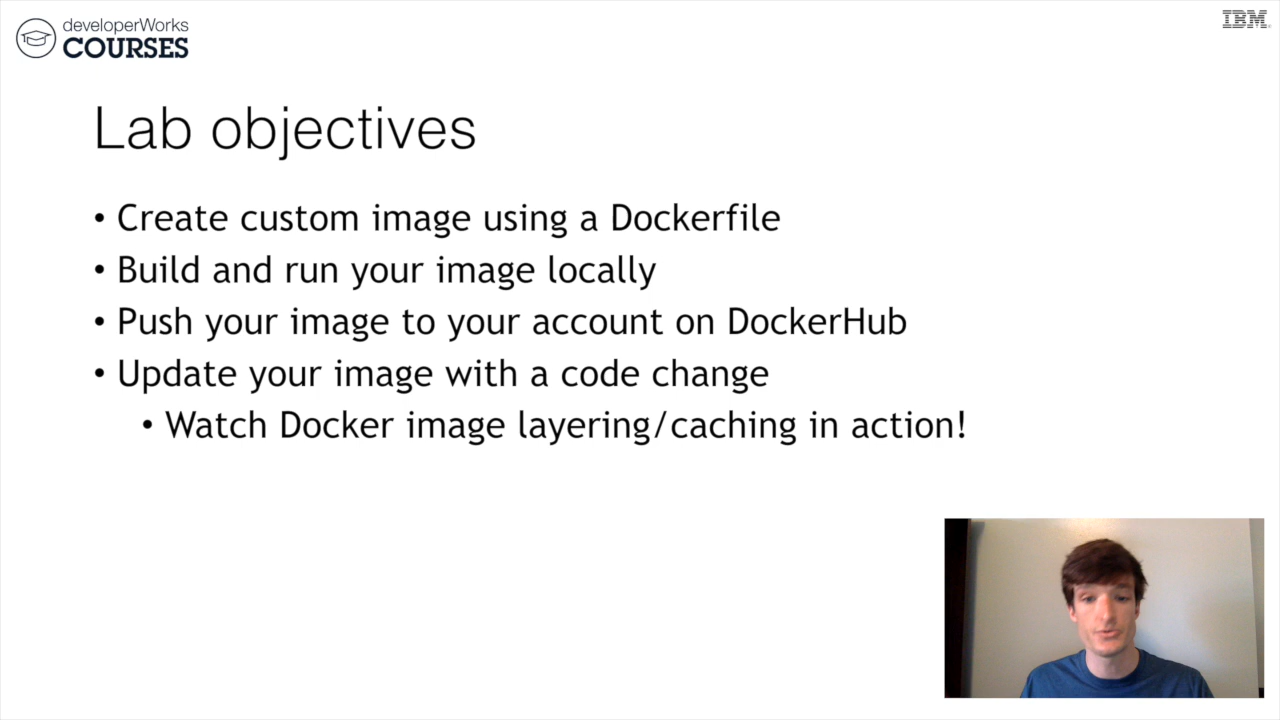 developerWorks
COURSES
IBM
Lab objectives
• Create custom image using a Dockerfile
• Build and run your image locally
• Push your image to your account on DockerHub
• Update your image with a code change
• Watch Docker image layering/caching in action!